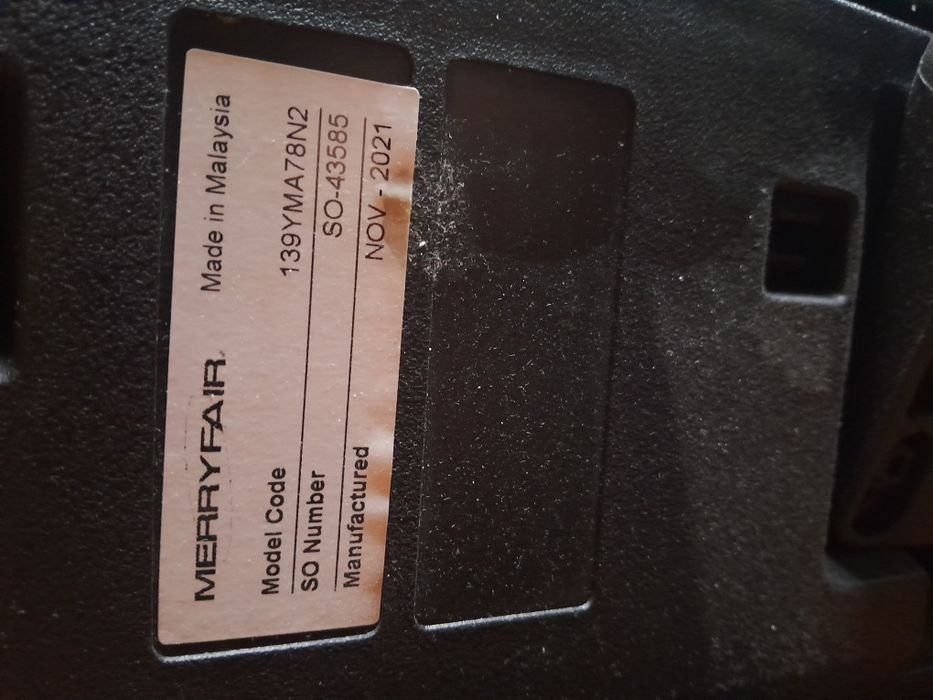 MERRYFAIR. Made in Malaysia
Model Code 139YMA78N2
SO Number SO-43585
Manufactured NOV - 2021